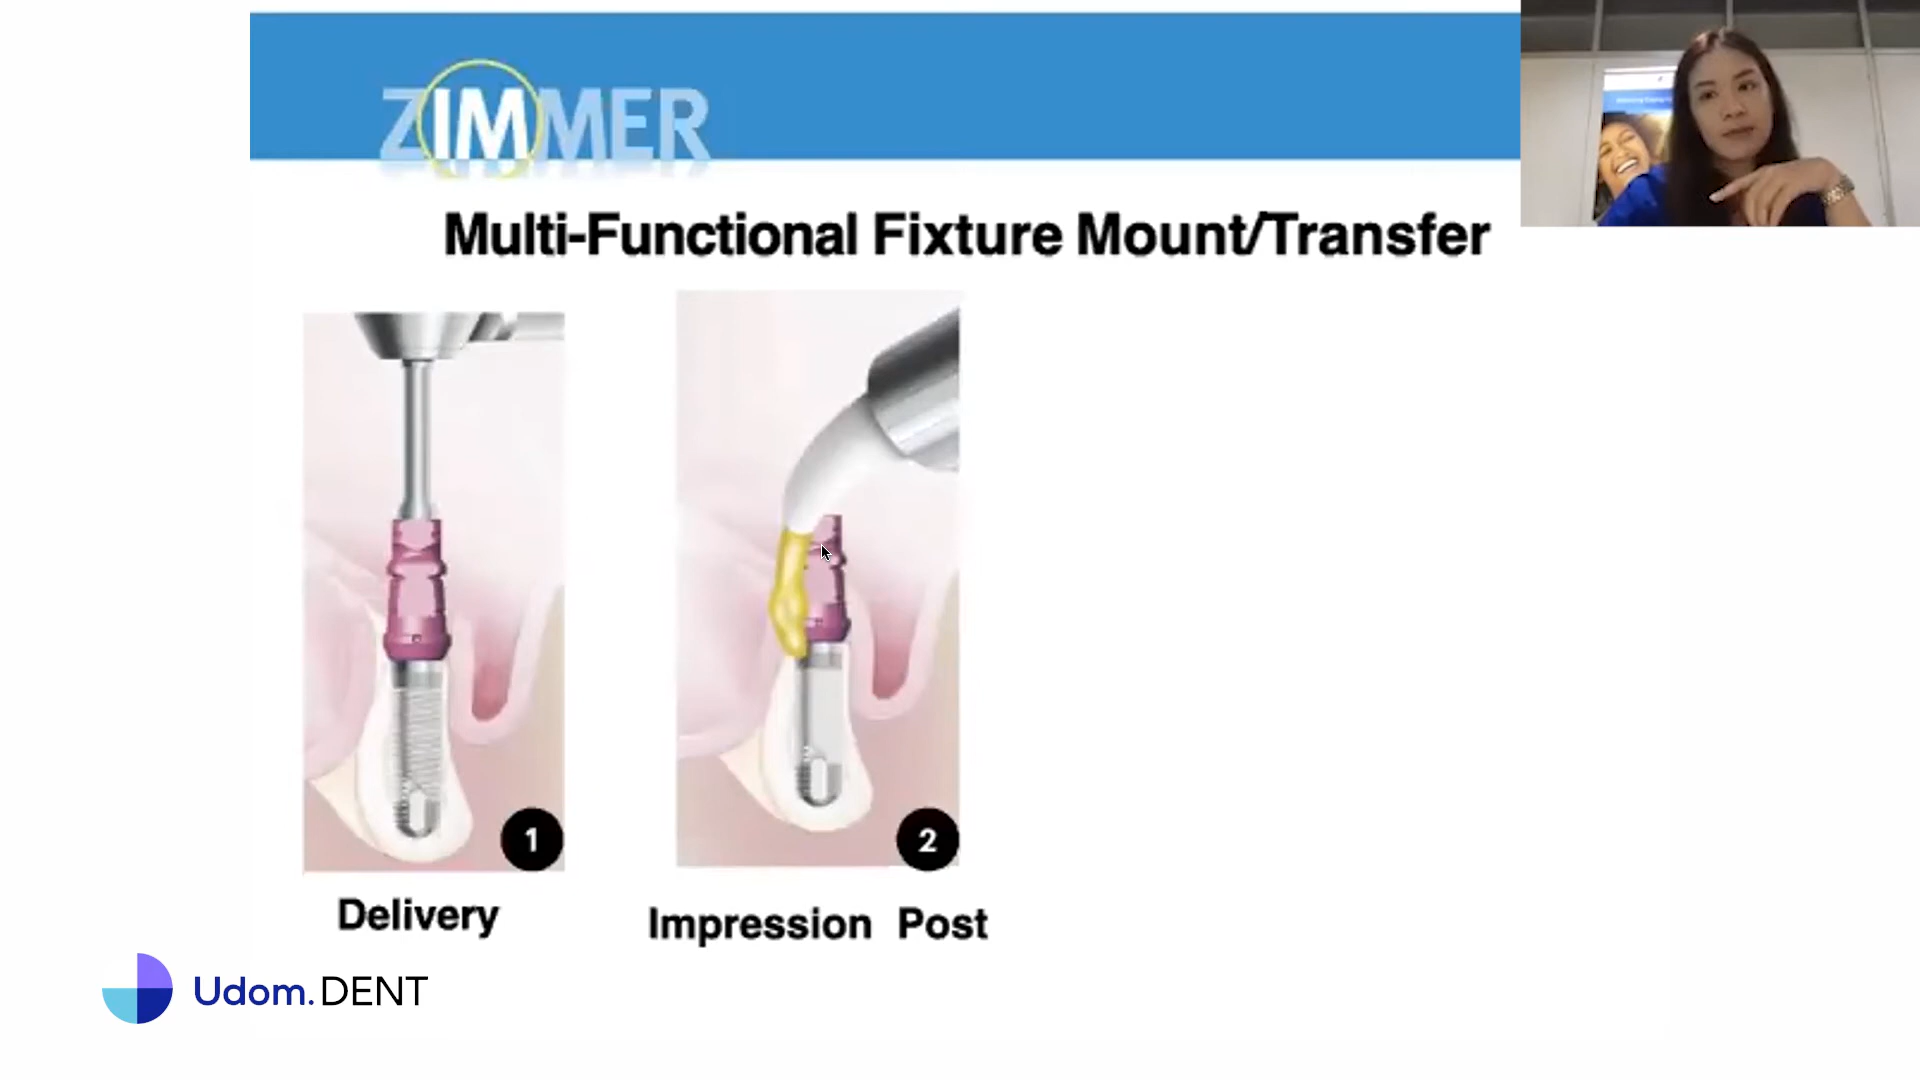 ZIMMER
Multi-Functional Fixture Mount/Transfer
1
2
Delivery
Impression Post
Udom.DENT